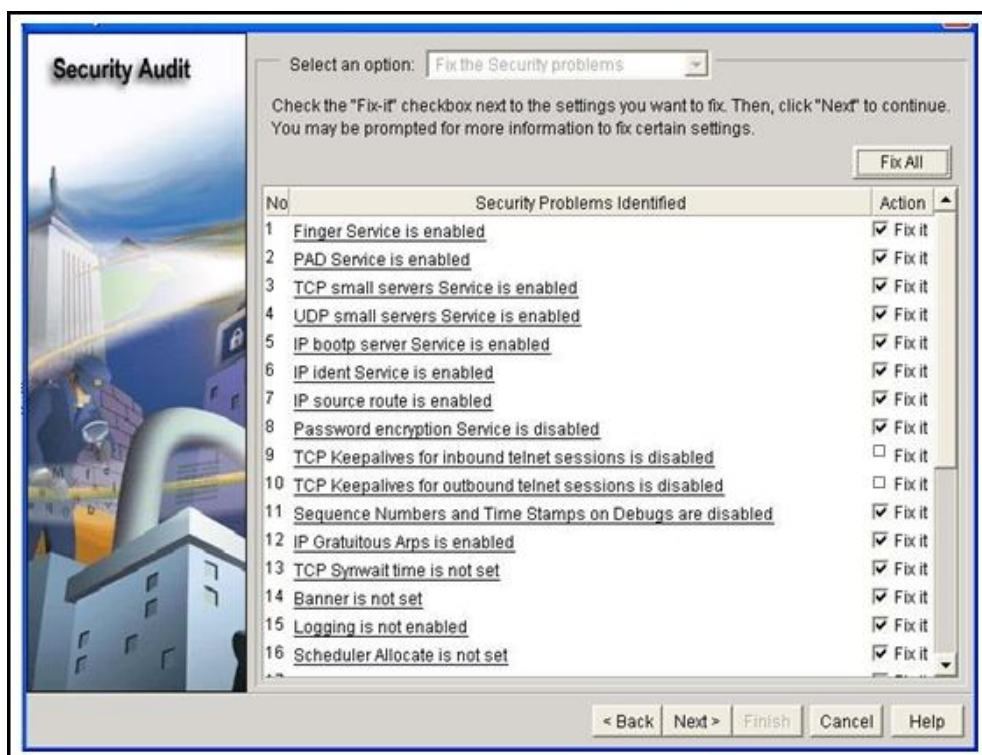 Security Audit
Select an option: Fix the Security problems
Check the "Fix-it" checkbox next to the settings you want to fix. Then, click "Next" to continue.
You may be prompted for more information to fix certain settings.
Fix All
No Security Problems Identified Action
1 Finger Service is enabled Fix it
2 PAD Service is enabled Fix it
3 TCP small servers Service is enabled Fix it
4 UDP small servers Service is enabled Fix it
5 IP bootp server Service is enabled Fix it
6 IP ident Service is enabled Fix it
7 IP source route is enabled Fix it
8 Password encryption Service is disabled Fix it
9 TCP Keepalives for inbound telnet sessions is disabled Fix it
10 TCP Keepalives for outbound telnet sessions is disabled Fix it
11 Sequence Numbers and Time Stamps on Debugs are disabled Fix it
12 IP Gratuitous Arps is enabled Fix it
13 TCP Synwait time is not set Fix it
14 Banner is not set Fix it
15 Logging is not enabled Fix it
16 Scheduler Allocate is not set Fix it
< Back Next > Finish Cancel Help